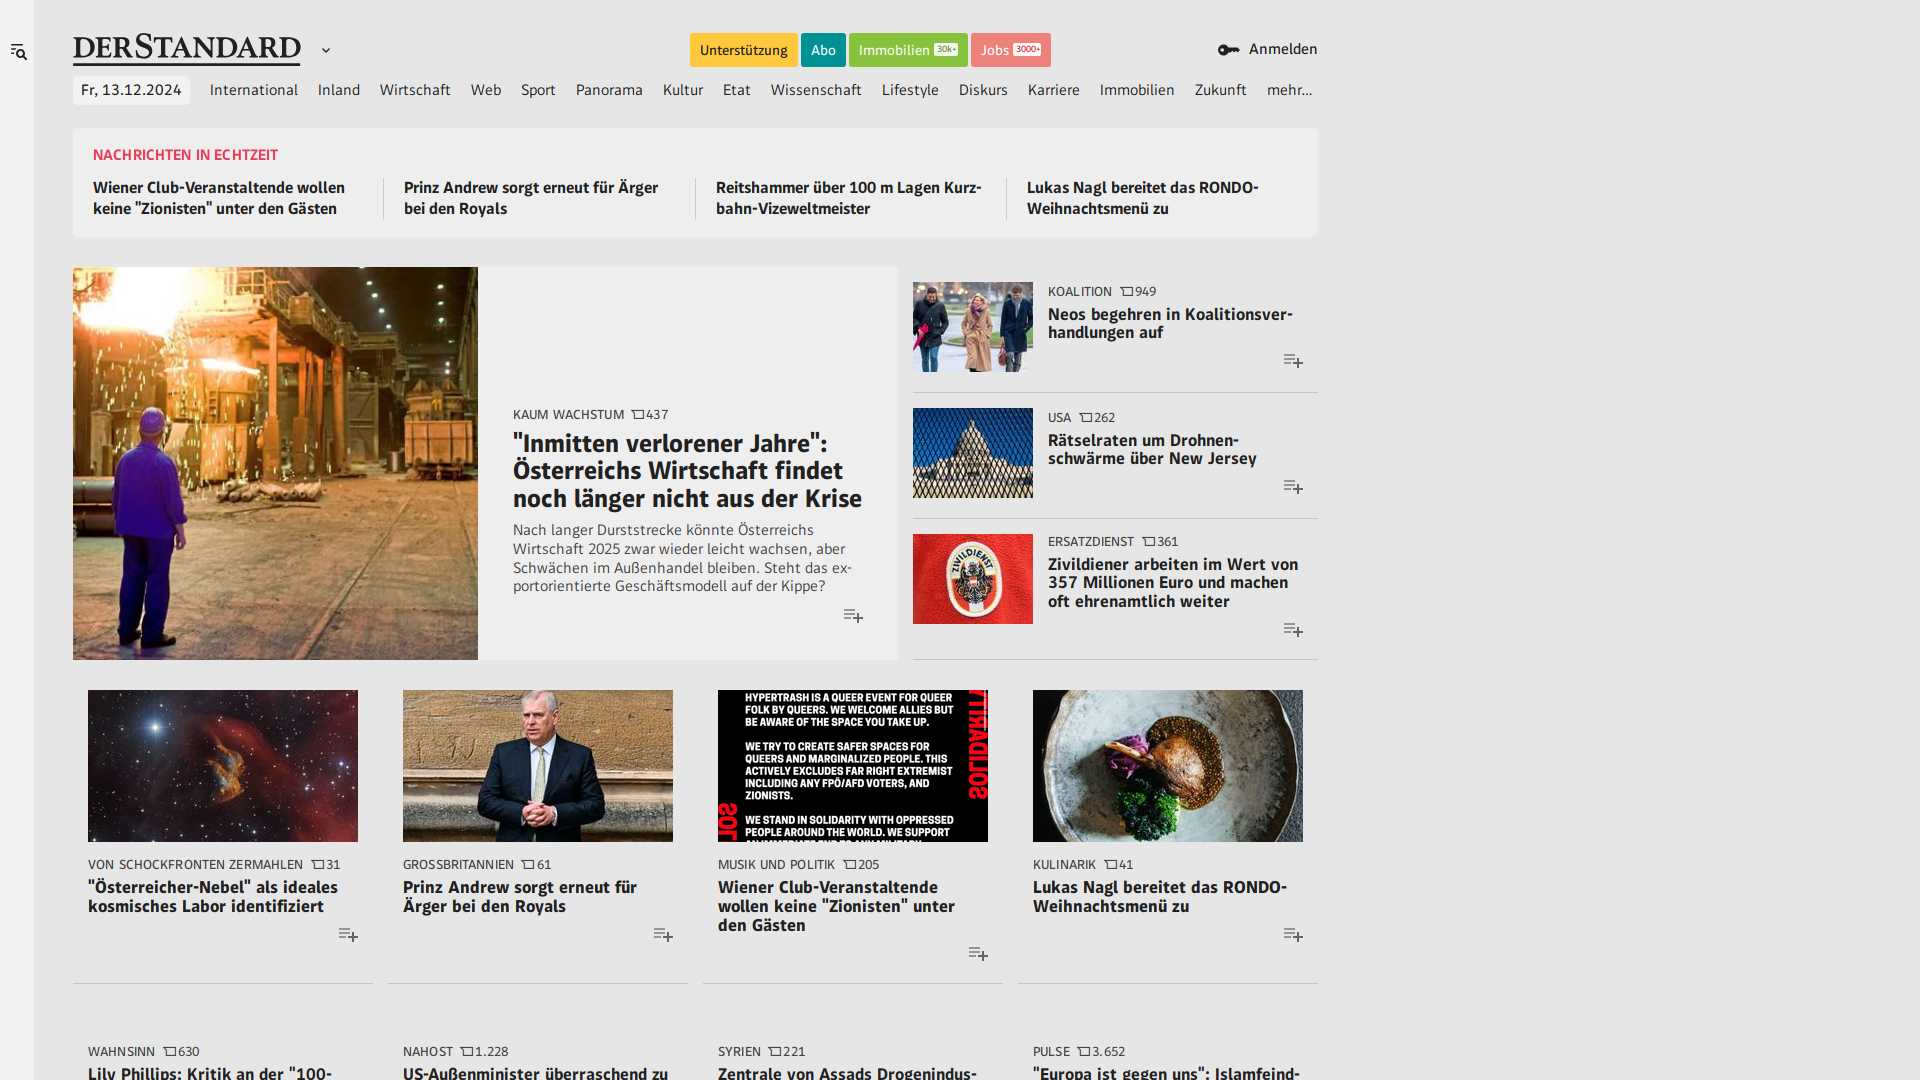 DERSTANDARD
Unterstützung
Abo
Immobilien 30k+
Jobs 3000+
Anmelden
Fr, 13.12.2024
International
Inland
Wirtschaft
Web
Sport
Panorama
Kultur
Etat
Wissenschaft
Lifestyle
Diskurs
Karriere
Immobilien
Zukunft
mehr...
NACHRICHTEN IN ECHTZEIT
Wiener Club-Veranstaltende wollen
keine "Zionisten" unter den Gästen
Prinz Andrew sorgt erneut für Ärger
bei den Royals
Reitshammer über 100 m Lagen Kurz-
bahn-Vizeweltmeister
Lukas Nagl bereitet das RONDO-
Weihnachtsmenü zu
KAUM WACHSTUM 437
"Inmitten verlorener Jahre":
Österreichs Wirtschaft findet
noch länger nicht aus der Krise
Nach langer Durststrecke könnte Österreichs
Wirtschaft 2025 zwar wieder leicht wachsen, aber
Schwächen im Außenhandel bleiben. Steht das ex-
portorientierte Geschäftsmodell auf der Kippe?
KOALITION 949
Neos begehren in Koalitionsver-
handlungen auf
USA 262
Rätselraten um Drohnen-
schwärme über New Jersey
ZIVILDIENST
ERSATZDIENST 361
Zivildiener arbeiten im Wert von
357 Millionen Euro und machen
oft ehrenamtlich weiter
VON SCHOCKFRONTEN ZERMAHLEN 31
"Österreicher-Nebel" als ideales
kosmisches Labor identifiziert
GROSSBRITANNIEN 61
Prinz Andrew sorgt erneut für
Ärger bei den Royals
HYPERTRASH IS A QUEER EVENT FOR QUEER
FOLK BY QUEERS. WE WELCOME ALLIES BUT
BE AWARE OF THE SPACE YOU TAKE UP.
WE TRY TO CREATE SAFER SPACES FOR
QUEERS AND MARGINALIZED PEOPLE. THIS
ACTIVELY EXCLUDES FAR RIGHT EXTREMIST
INCLUDING ANY FPÖ/AFD VOTERS, AND
ZIONISTS.
WE STAND IN SOLIDARITY WITH OPPRESSED
PEOPLE AROUND THE WORLD. WE SUPPORT
MUSIK UND POLITIK 205
Wiener Club-Veranstaltende
wollen keine "Zionisten" unter
den Gästen
KULINARIK 41
Lukas Nagl bereitet das RONDO-
Weihnachtsmenü zu
WAHNSINN 630
Lily Phillips: Kritik an der "100-
NAHOST 1.228
US-Außenminister überraschend zu
SYRIEN 221
Zentrale von Assads Drogenindus-
PULSE 3.652
"Europa ist gegen uns": Islamfeind-